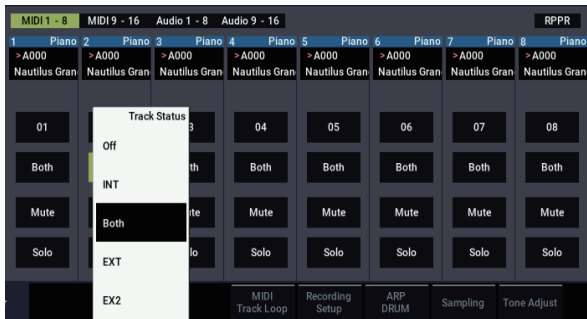 MIDI 1 - 8 MIDI 9 - 16 Audio 1 - 8 Audio 9 - 16 RPPR
1 Piano 2 Piano 3 Piano 4 Piano 5 Piano 6 Piano 7 Piano 8 Piano
>A000 >A000 >A000 >A000 >A000 >A000 >A000 >A000
Nautilus Gran Nautilus Gran Nautilus Gran Nautilus Gran Nautilus Gran Nautilus Gran Nautilus Gran Nautilus Gran
Track Status
01 3 04 05 06 07 08
Off
Both th Both Both Both Both Both
INT
Mute te Mute Mute Mute Mute Mute
Both
Solo lo Solo Solo Solo Solo Solo
EXT
EX2
MIDI Track Loop Recording Setup ARP DRUM Sampling Tone Adjust